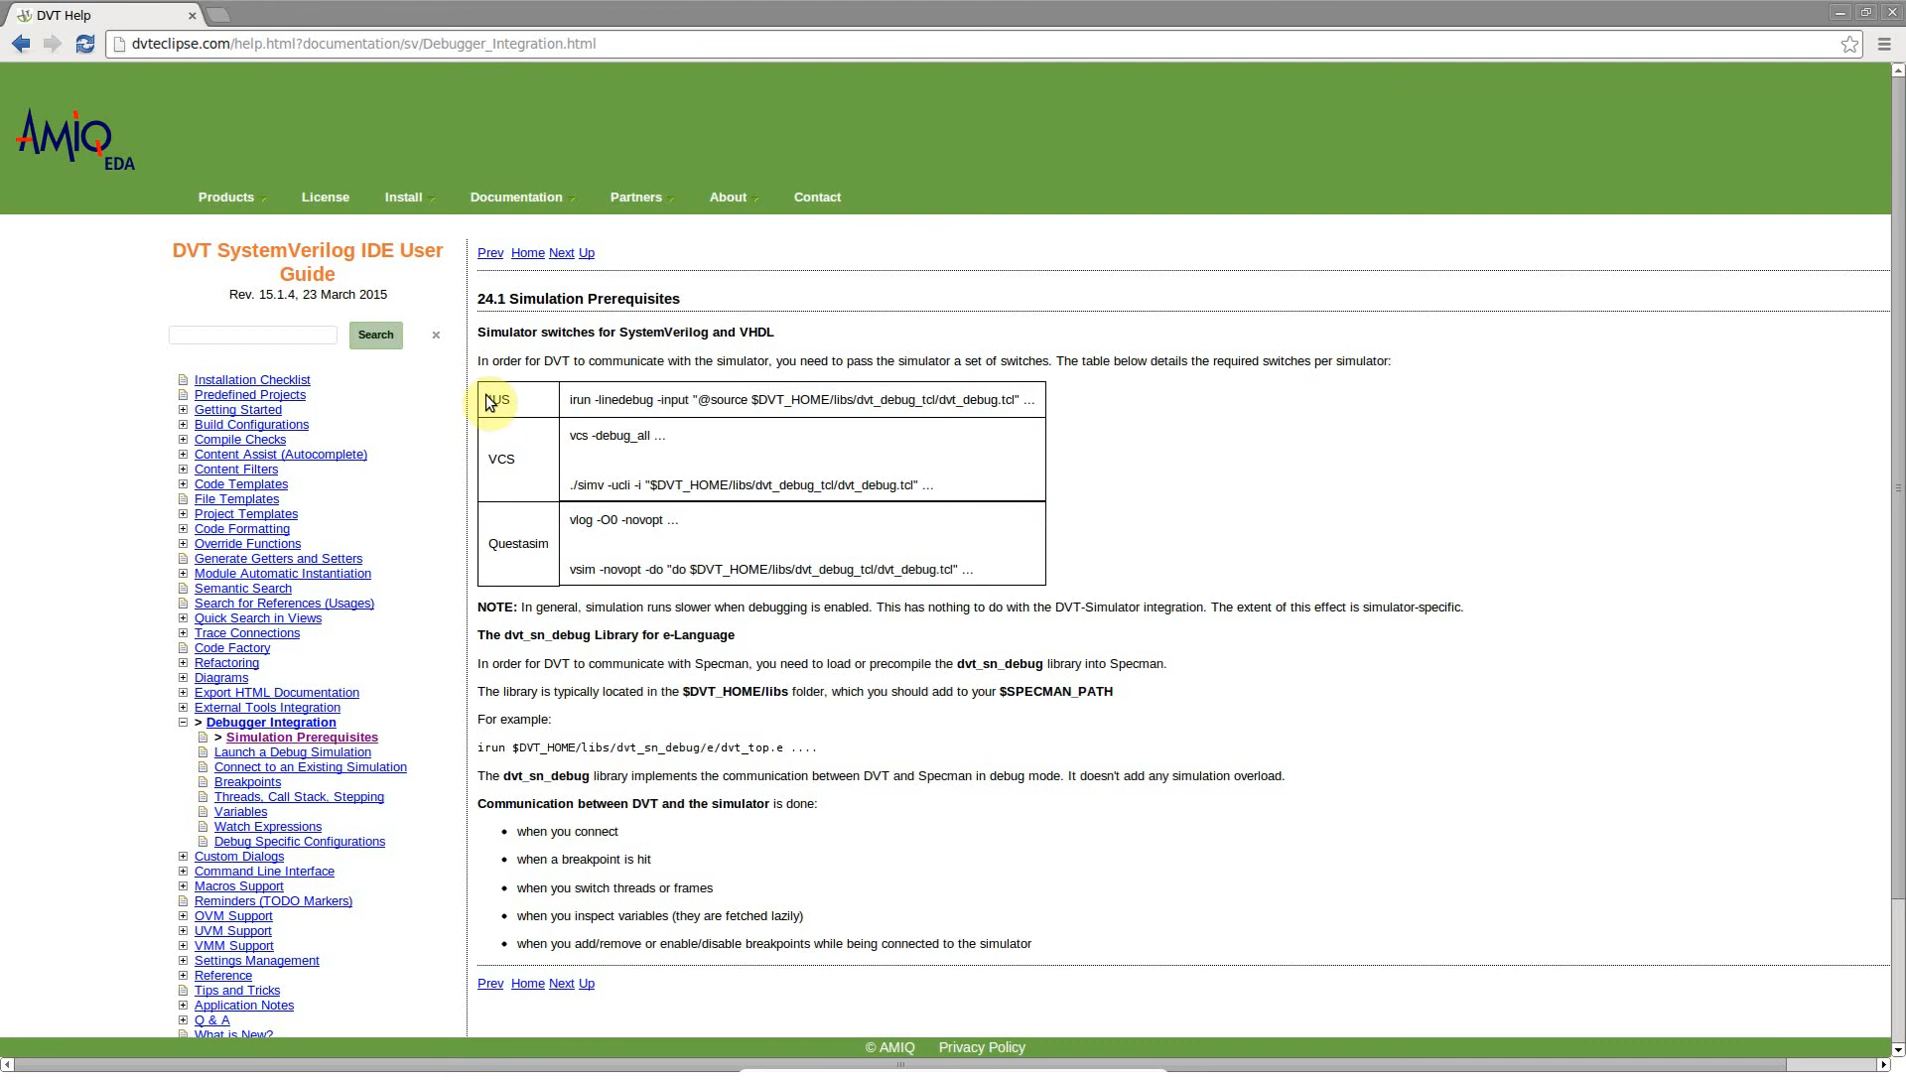 DVT Help
dvteclipse.com/help.html?documentation/sv/Debugger_Integration.html
AMIQ
EDA
Products
License
Install
Documentation
Partners
About
Contact
DVT SystemVerilog IDE User
Guide
Rev. 15.1.4, 23 March 2015
Search
Installation Checklist
Predefined Projects
Getting Started
Build Configurations
Compile Checks
Content Assist (Autocomplete)
Content Filters
Code Templates
File Templates
Project Templates
Code Formatting
Override Functions
Generate Getters and Setters
Module Automatic Instantiation
Semantic Search
Search for References (Usages)
Quick Search in Views
Trace Connections
Code Factory
Refactoring
Diagrams
Export HTML Documentation
External Tools Integration
> Debugger Integration
> Simulation Prerequisites
Launch a Debug Simulation
Connect to an Existing Simulation
Breakpoints
Threads, Call Stack, Stepping
Variables
Watch Expressions
Debug Specific Configurations
Custom Dialogs
Command Line Interface
Macros Support
Reminders (TODO Markers)
OVM Support
UVM Support
VMM Support
Settings Management
Reference
Tips and Tricks
Application Notes
Q & A
What is New?
Prev Home Next Up
24.1 Simulation Prerequisites
Simulator switches for SystemVerilog and VHDL
In order for DVT to communicate with the simulator, you need to pass the simulator a set of switches. The table below details the required switches per simulator:
irun -linedebug -input "@source $DVT_HOME/libs/dvt_debug_tcl/dvt_debug.tcl" ...
VCS
vcs -debug_all ...
./simv -ucli -i "$DVT_HOME/libs/dvt_debug_tcl/dvt_debug.tcl" ...
Questasim
vlog -O0 -novopt ...
vsim -novopt -do "do $DVT_HOME/libs/dvt_debug_tcl/dvt_debug.tcl" ...
NOTE: In general, simulation runs slower when debugging is enabled. This has nothing to do with the DVT-Simulator integration. The extent of this effect is simulator-specific.
The dvt_sn_debug Library for e-Language
In order for DVT to communicate with Specman, you need to load or precompile the dvt_sn_debug library into Specman.
The library is typically located in the $DVT_HOME/libs folder, which you should add to your $SPECMAN_PATH
For example:
irun $DVT_HOME/libs/dvt_sn_debug/e/dvt_top.e ....
The dvt_sn_debug library implements the communication between DVT and Specman in debug mode. It doesn't add any simulation overload.
Communication between DVT and the simulator is done:
• when you connect
• when a breakpoint is hit
• when you switch threads or frames
• when you inspect variables (they are fetched lazily)
• when you add/remove or enable/disable breakpoints while being connected to the simulator
Prev Home Next Up
© AMIQ Privacy Policy